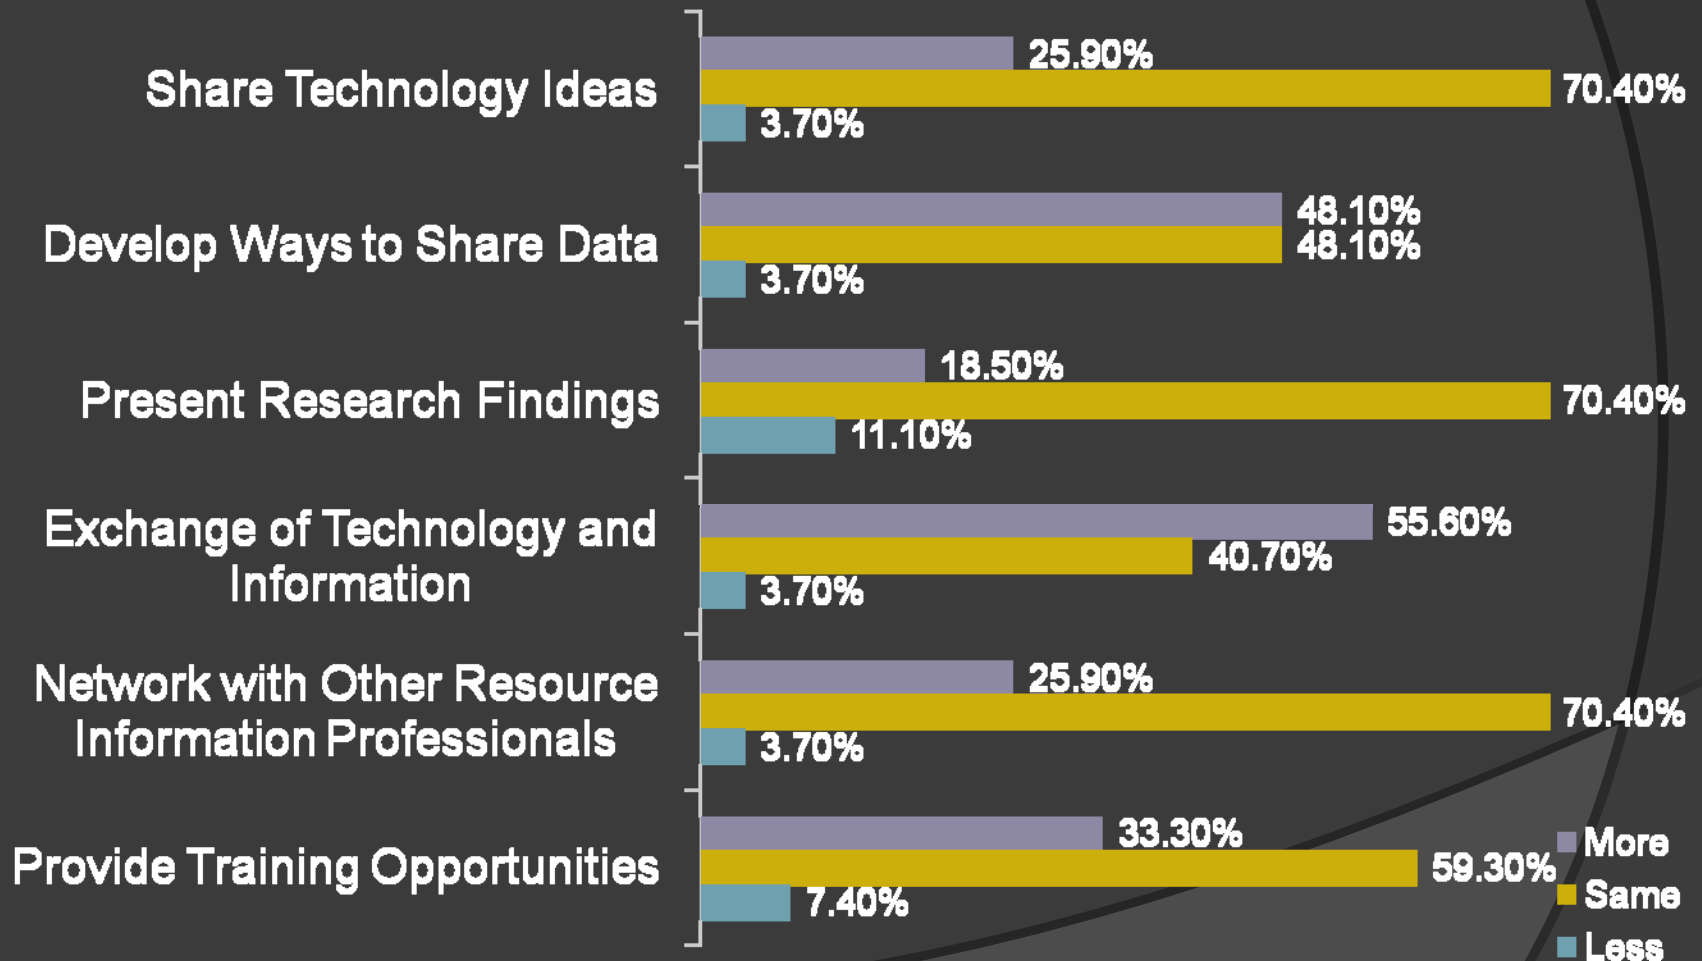 25.90%
Share Technology Ideas
70.40%
3.70%
48.10%
Develop Ways to Share Data
48.10%
3.70%
18.50%
Present Research Findings
70.40%
11.10%
Exchange of Technology and
Information
55.60%
40.70%
3.70%
Network with Other Resource
Information Professionals
25.90%
70.40%
3.70%
33.30%
Provide Training Opportunities
59.30%
7.40%
More
Same
Less